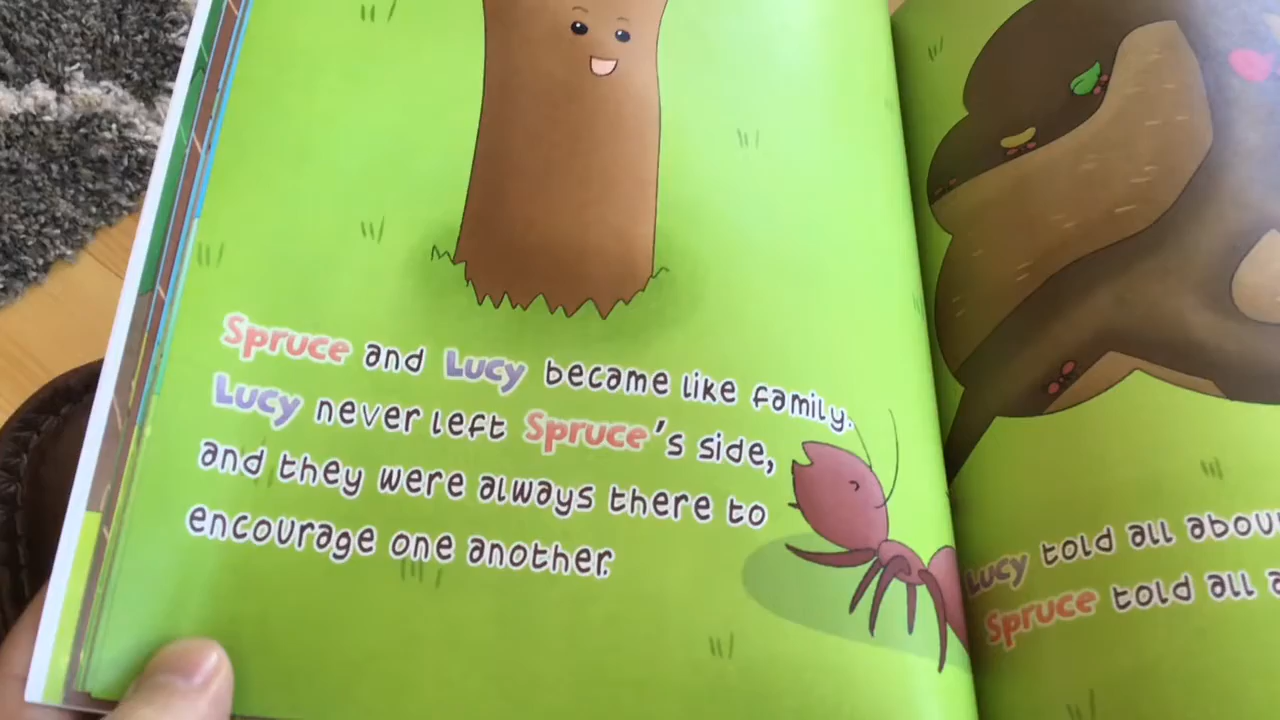 Spruce and Lucy became like family.
Lucy never left Spruce's side,
and they were always there to
encourage one another.
Lucy told all
Spruce told all